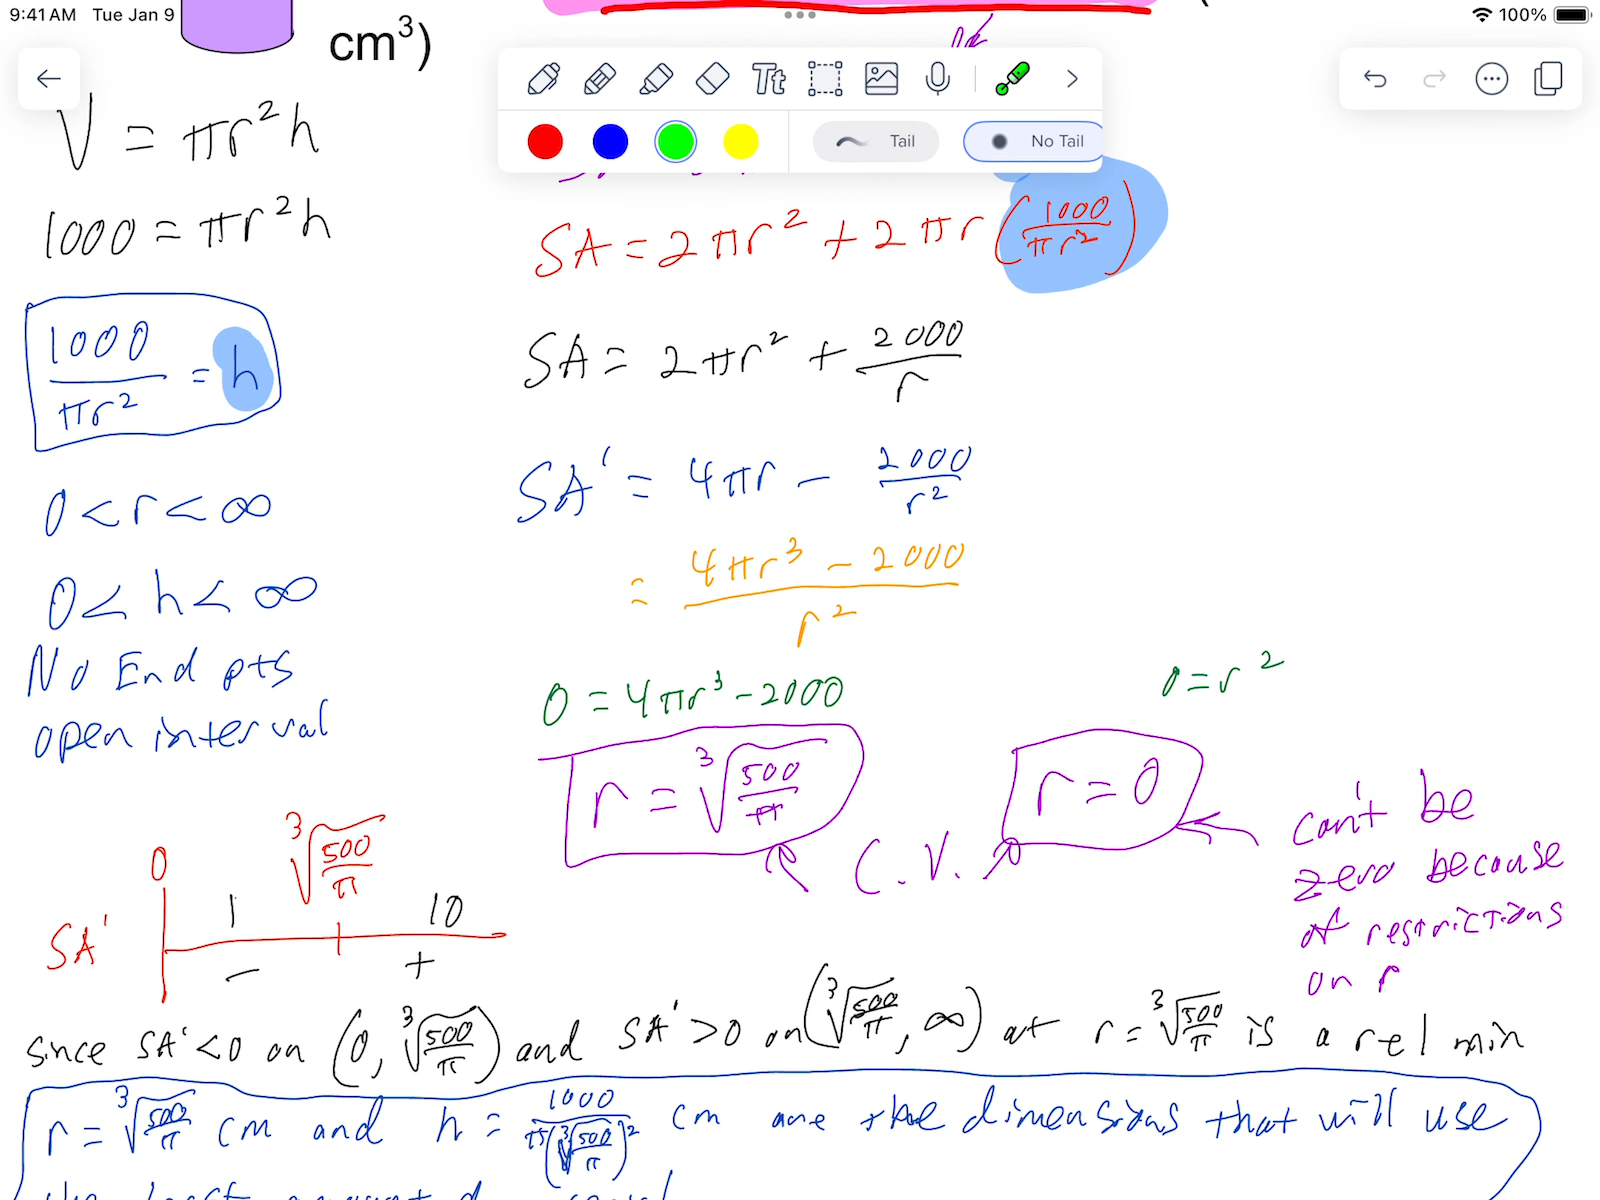 9:41 AM Tue Jan 9
100%
cm³)
Tt
Tail
No Tail
V = πr²h
1000 = πr²h
1000/πr² = h
0 < r < ∞
0 < h < ∞
No End pts
open interval
SA = 2πr² + 2πr(1000/πr²)
SA = 2πr² + 2000/r
SA' = 4πr - 2000/r²
= (4πr³ - 2000)/r²
0 = 4πr³ - 2000
0 = r²
r = ∛(500/π)
r = 0
C.V.
can't be
zero because
of restrictions
on r
0 ∛(500/π)
1 10
SA'
- +
since SA' < 0 on (0, ∛(500/π)) and SA' > 0 on (∛(500/π), ∞) at r = ∛(500/π) is a rel min
r = ∛(500/π) cm and h = 1000/π(∛(500/π))² cm are the dimensions that will use